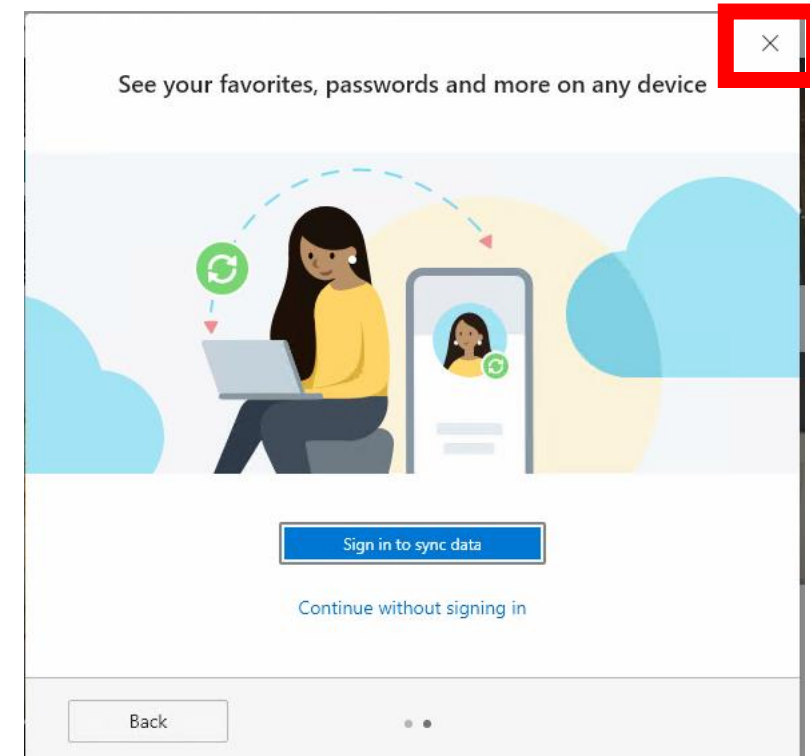 See your favorites, passwords and more on any device
Sign in to sync data
Continue without signing in
Back